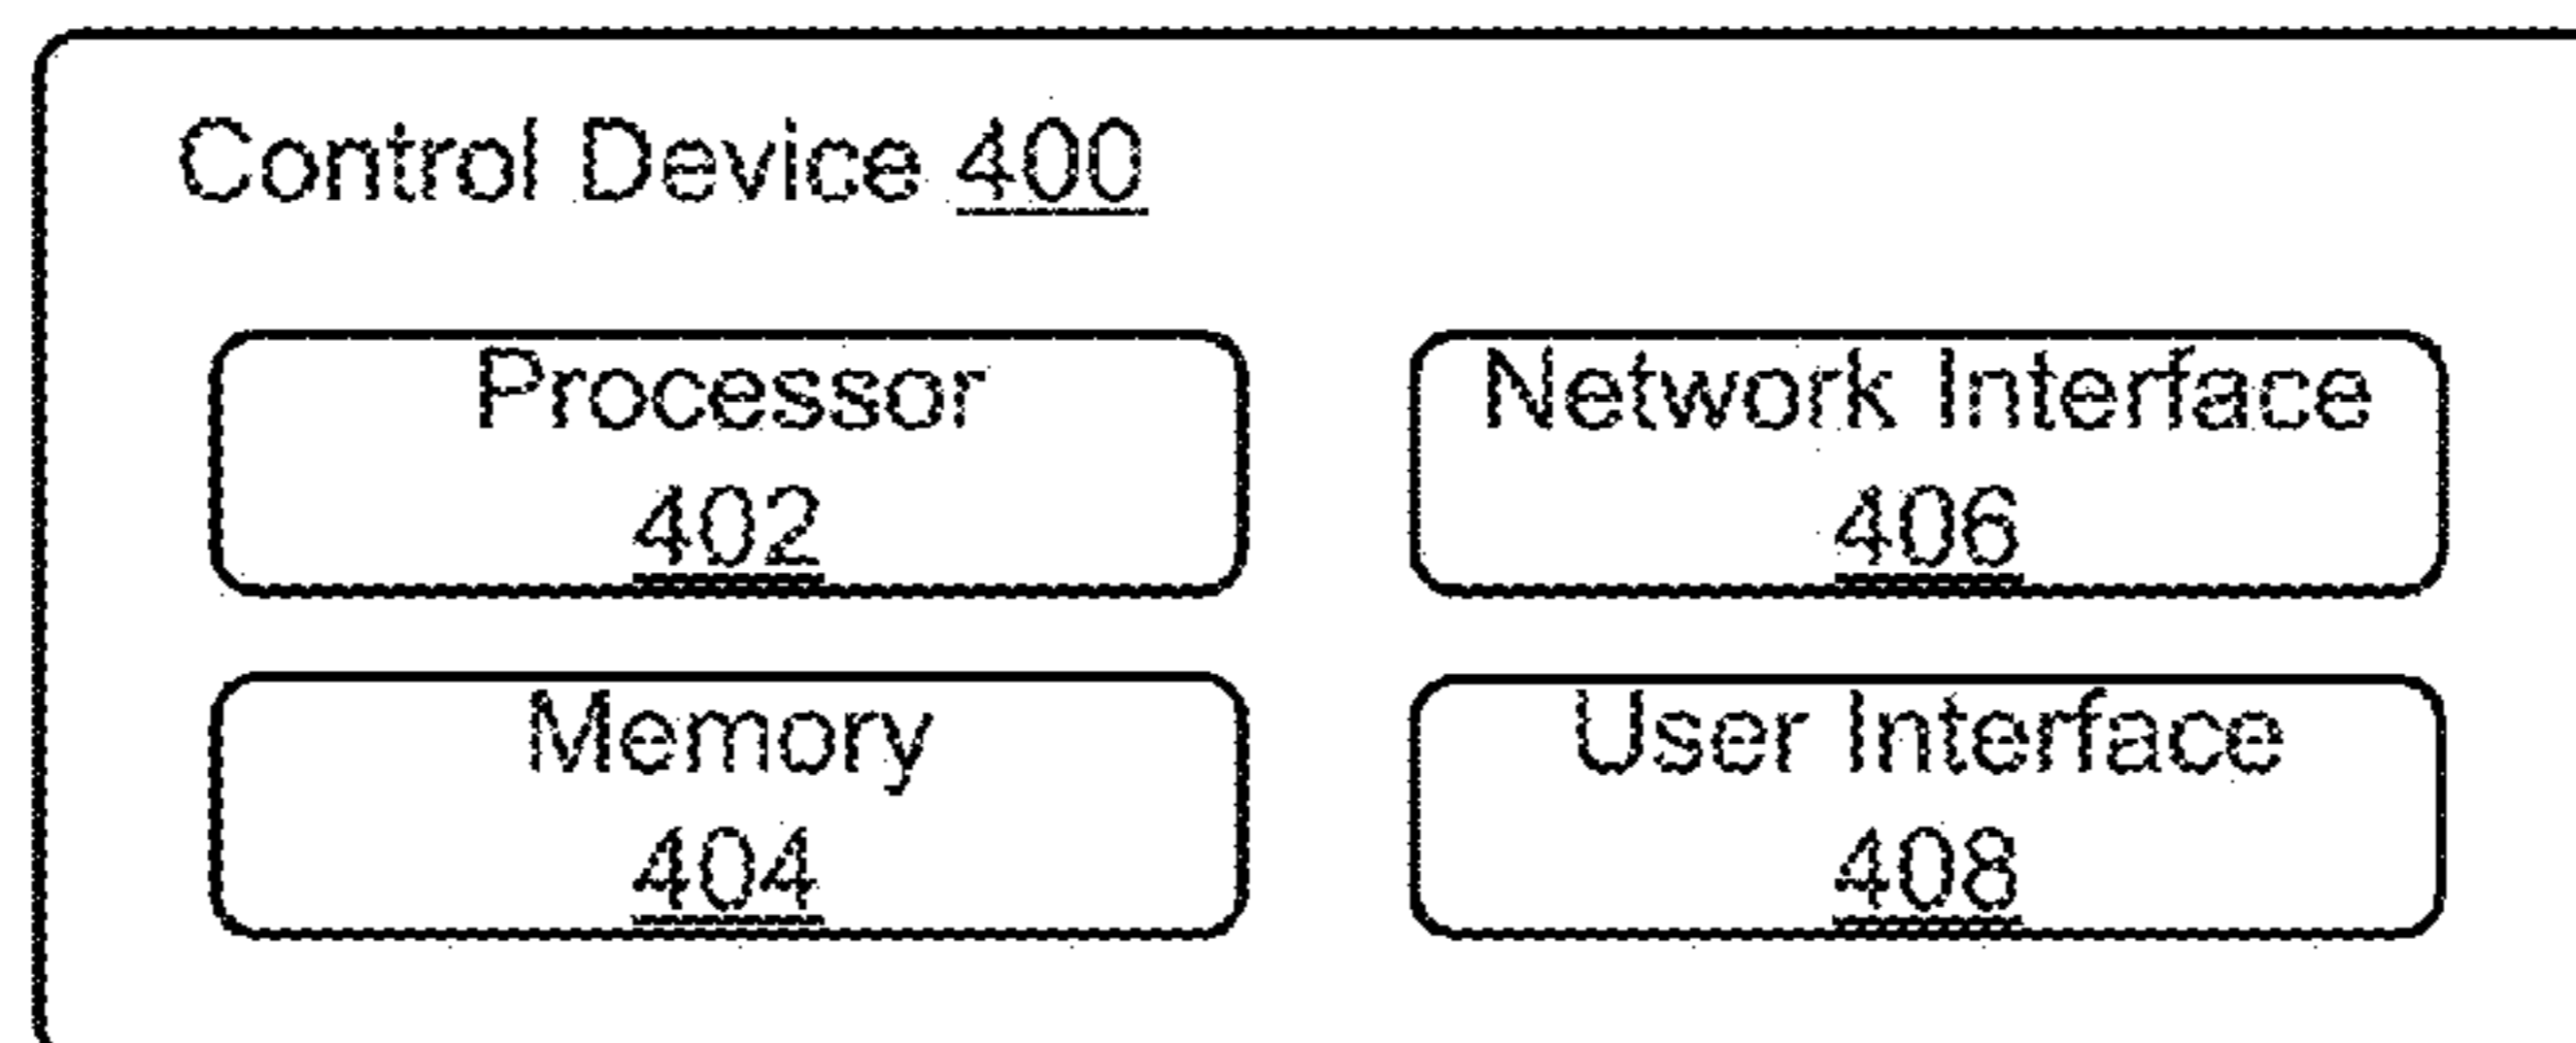 Control Device 400
Processor
402
Network Interface
406
Memory
404
User Interface
408